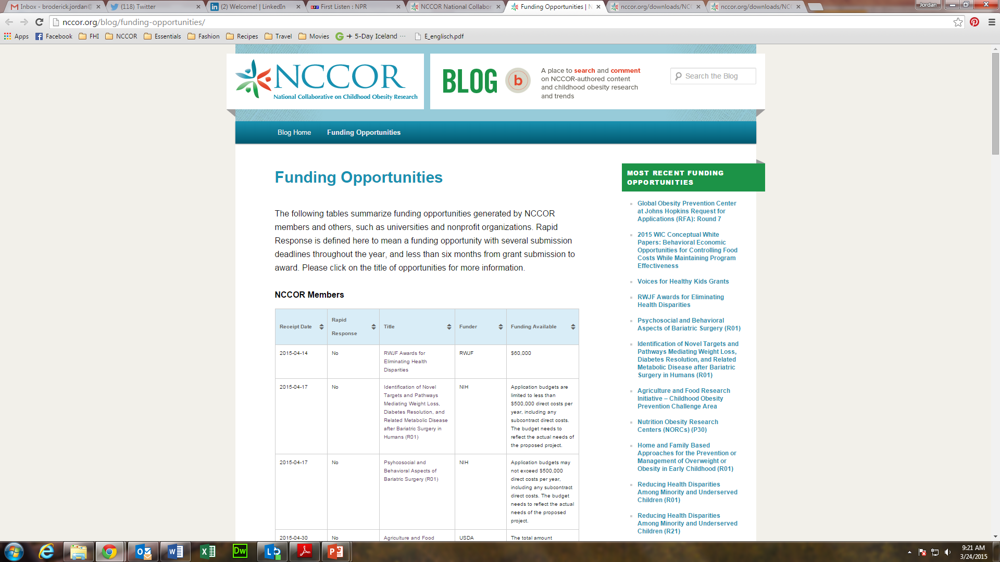 Inbox - broderick.jordan@
(118) Twitter
(2) Welcome! | LinkedIn
First Listen : NPR
NCCOR National Collabor
Funding Opportunities | N
nccor.org/downloads/NCC
nccor.org/downloads/NCC
Jordan
nccor.org/blog/funding-opportunities/
Apps
Facebook
FHI
NCCOR
Essentials
Fashion
Recipes
Travel
Movies
5-Day Iceland ···
E_englisch.pdf
NCCOR
National Collaborative on Childhood Obesity Research
BLOG
b
A place to search and comment
on NCCOR-authored content
and childhood obesity research
and trends
Search the Blog
Blog Home
Funding Opportunities
Funding Opportunities
The following tables summarize funding opportunities generated by NCCOR
members and others, such as universities and nonprofit organizations. Rapid
Response is defined here to mean a funding opportunity with several submission
deadlines throughout the year, and less than six months from grant submission to
award. Please click on the title of opportunities for more information.
NCCOR Members
Receipt Date
Rapid
Response
Title
Funder
Funding Available
2015-04-14
No
RWJF Awards for
Eliminating Health
Disparities
RWJF
$60,000
2015-04-17
No
Identification of Novel
Targets and Pathways
Mediating Weight Loss,
Diabetes Resolution, and
Related Metabolic Disease
after Bariatric Surgery in
Humans (R01)
NIH
Application budgets are
limited to less than
$500,000 direct costs per
year, including any
subcontract direct costs.
The budget needs to
reflect the actual needs of
the proposed project.
2015-04-17
No
Psyhcosocial and
Behavioral Aspects of
Bariatric Surgery (R01)
NIH
Application budgets may
not exceed $500,000
direct costs per year,
including any subcontract
direct costs. The budget
needs to reflect the actual
needs of the proposed
project.
2015-04-30
No
Agriculture and Food
USDA
The total amount
MOST RECENT FUNDING
OPPORTUNITIES
Global Obesity Prevention Center
at Johns Hopkins Request for
Applications (RFA): Round 7
2015 WIC Conceptual White
Papers: Behavioral Economic
Opportunities for Controlling Food
Costs While Maintaining Program
Effectiveness
Voices for Healthy Kids Grants
RWJF Awards for Eliminating
Health Disparities
Psychosocial and Behavioral
Aspects of Bariatric Surgery (R01)
Identification of Novel Targets and
Pathways Mediating Weight Loss,
Diabetes Resolution, and Related
Metabolic Disease after Bariatric
Surgery in Humans (R01)
Agriculture and Food Research
Initiative – Childhood Obesity
Prevention Challenge Area
Nutrition Obesity Research
Centers (NORCs) (P30)
Home and Family Based
Approaches for the Prevention or
Management of Overweight or
Obesity in Early Childhood (R01)
Reducing Health Disparities
Among Minority and Underserved
Children (R01)
Reducing Health Disparities
Among Minority and Underserved
Children (R21)
Dw
9:21 AM
3/24/2015